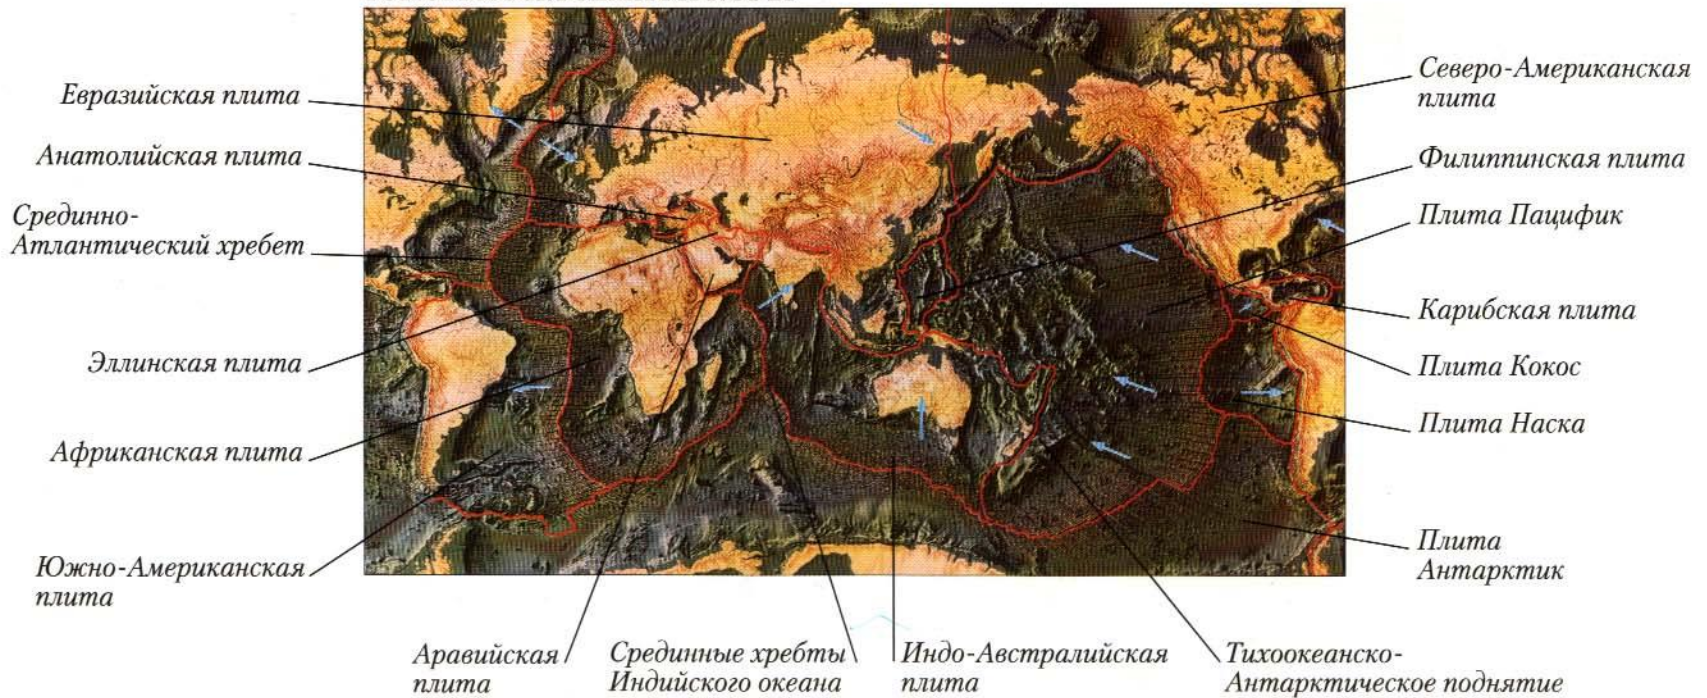 Евразийская плита
Анатолийская плита
Срединно-
Атлантический хребет
Эллинская плита
Африканская плита
Южно-Американская
плита
Аравийская
плита
Срединные хребты
Индийского океана
Индо-Австралийская
плита
Тихоокеанско-
Антарктическое поднятие
Северо-Американская
плита
Филиппинская плита
Плита Пацифик
Карибская плита
Плита Кокос
Плита Наска
Плита
Антарктик